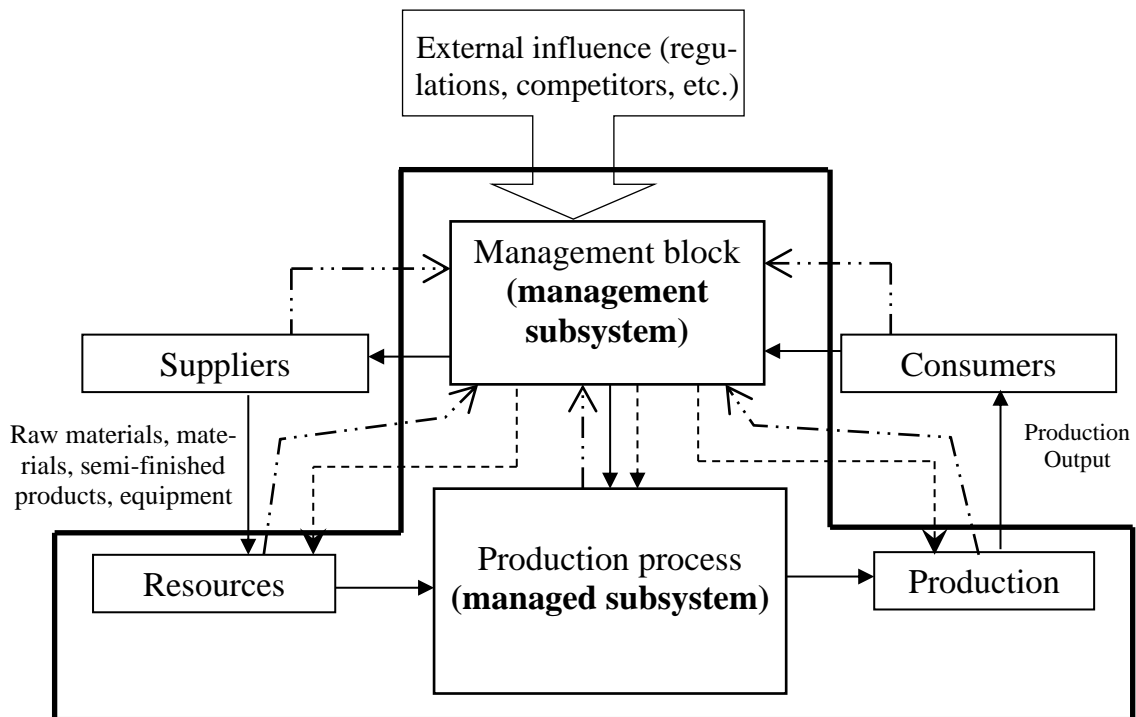 External influence (regu-
lations, competitors, etc.)
Management block
(management
subsystem)
Suppliers
Consumers
Raw materials, mate-
rials, semi-finished
products, equipment
Production
Output
Resources
Production process
(managed subsystem)
Production